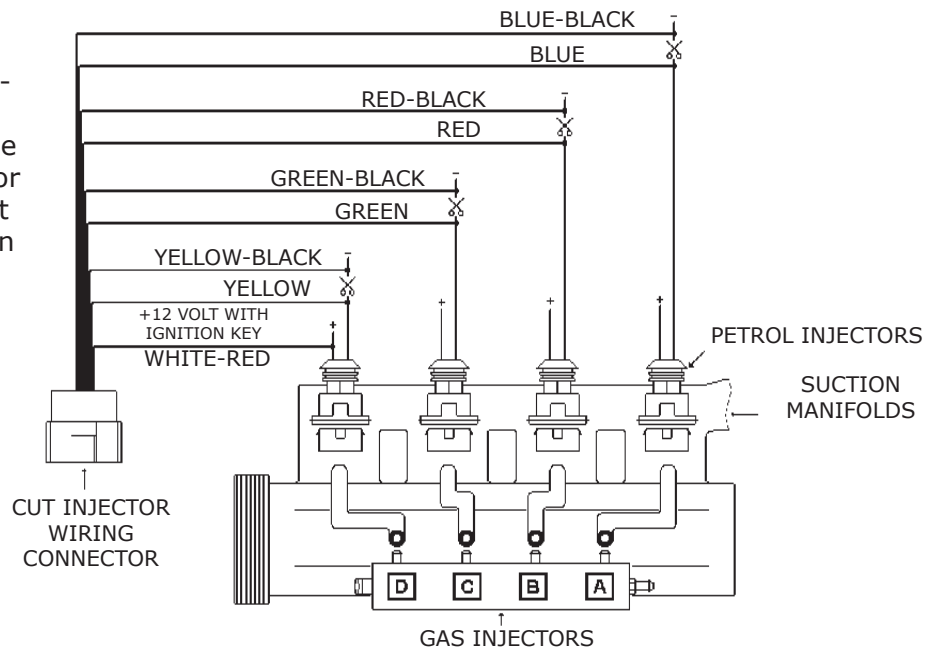 BLUE-BLACK
BLUE
-
RED-BLACK
RED
e
or
GREEN-BLACK
t
GREEN
n
YELLOW-BLACK
YELLOW
+12 VOLT WITH
IGNITION KEY
WHITE-RED
PETROL INJECTORS
SUCTION
MANIFOLDS
CUT INJECTOR
WIRING
CONNECTOR
D C B A
GAS INJECTORS